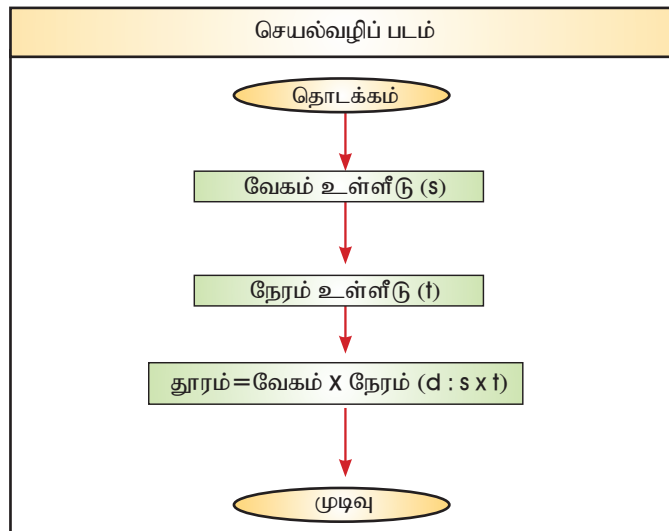 செயல்வழிப் படம்
தொடக்கம்
வேகம் உள்ளீடு (s)
நேரம் உள்ளீடு (t)
தூரம்=வேகம் X நேரம் (d : s x t)
முடிவு